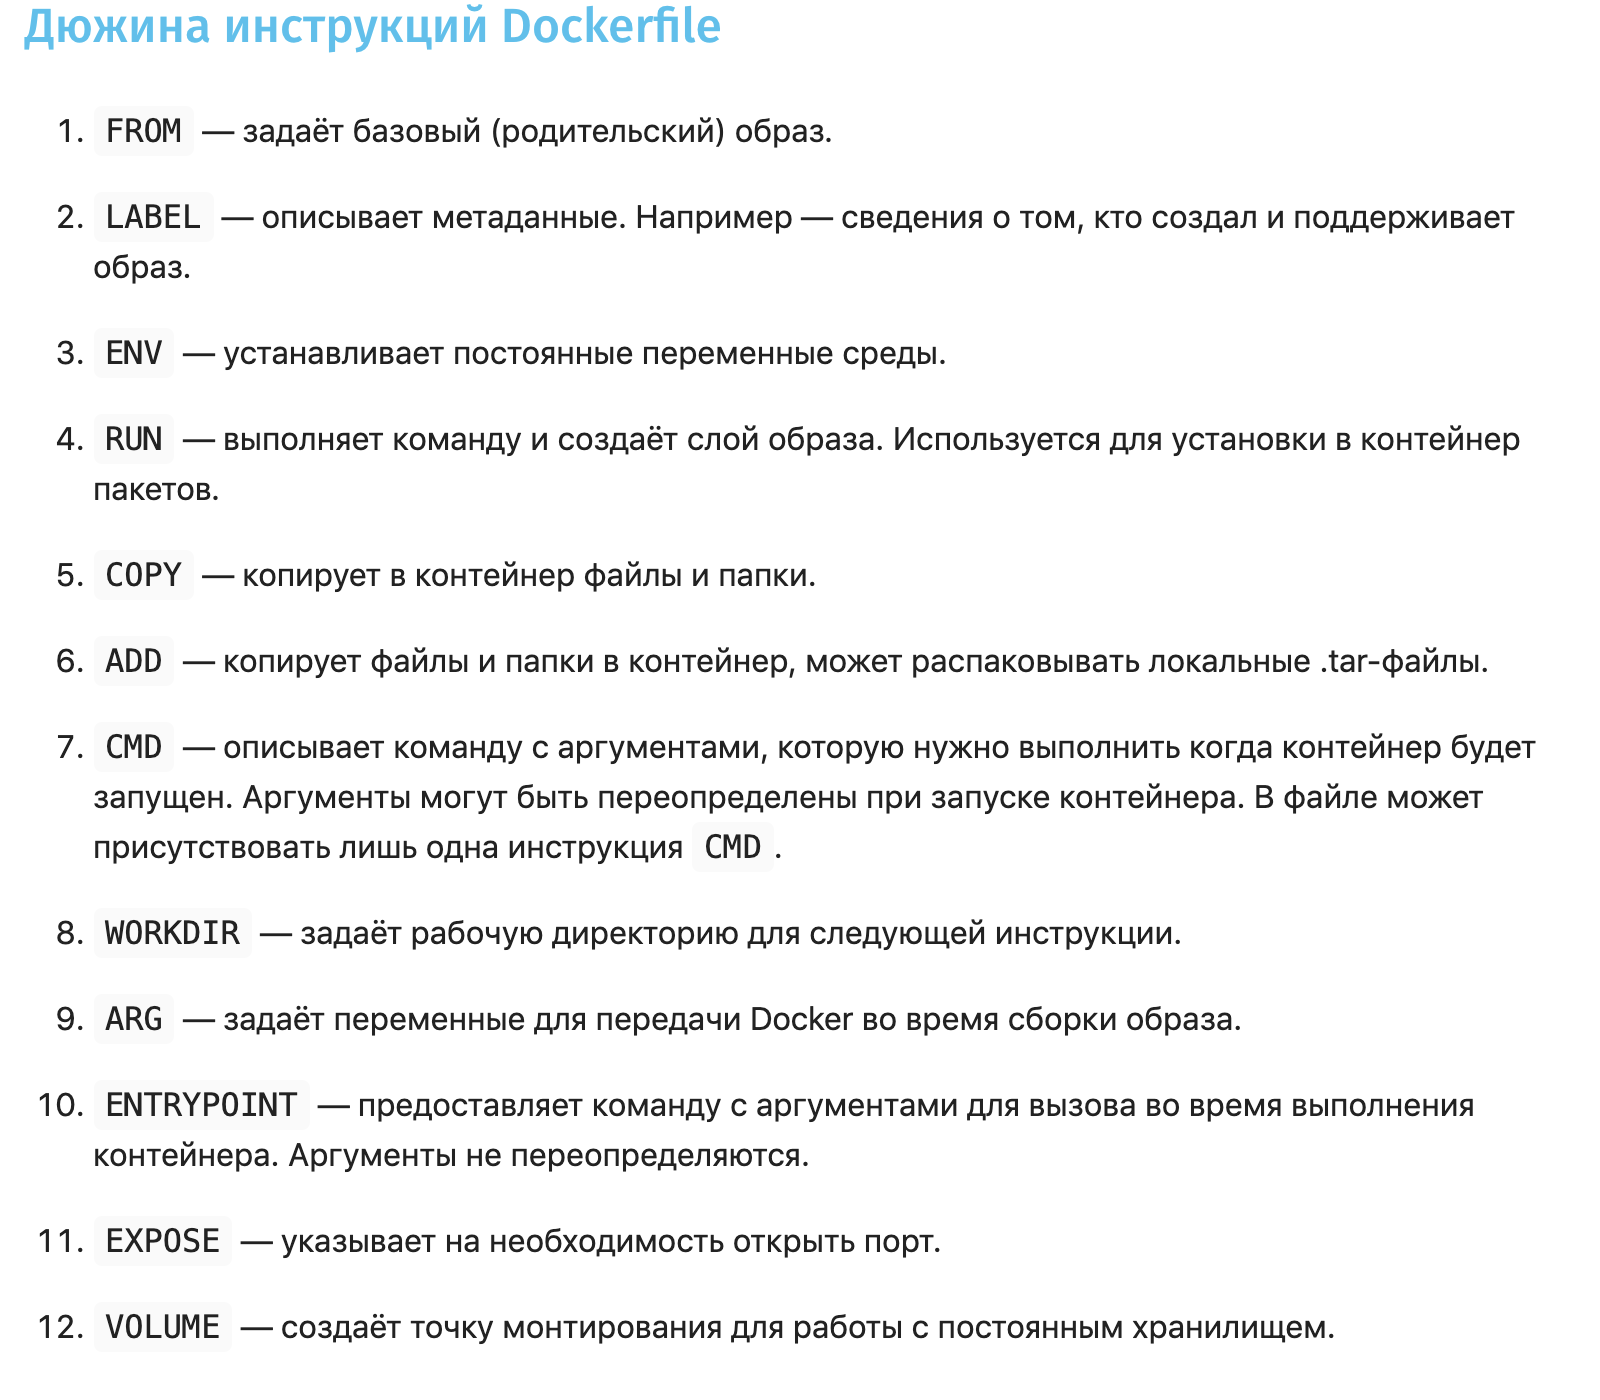 Дюжина инструкций Dockerfile
1. FROM — задаёт базовый (родительский) образ.
2. LABEL — описывает метаданные. Например — сведения о том, кто создал и поддерживает
образ.
3. ENV — устанавливает постоянные переменные среды.
4. RUN — выполняет команду и создаёт слой образа. Используется для установки в контейнер
пакетов.
5. COPY — копирует в контейнер файлы и папки.
6. ADD — копирует файлы и папки в контейнер, может распаковывать локальные .tar-файлы.
7. CMD — описывает команду с аргументами, которую нужно выполнить когда контейнер будет
запущен. Аргументы могут быть переопределены при запуске контейнера. В файле может
присутствовать лишь одна инструкция CMD.
8. WORKDIR — задаёт рабочую директорию для следующей инструкции.
9. ARG — задаёт переменные для передачи Docker во время сборки образа.
10. ENTRYPOINT — предоставляет команду с аргументами для вызова во время выполнения
контейнера. Аргументы не переопределяются.
11. EXPOSE — указывает на необходимость открыть порт.
12. VOLUME — создаёт точку монтирования для работы с постоянным хранилищем.